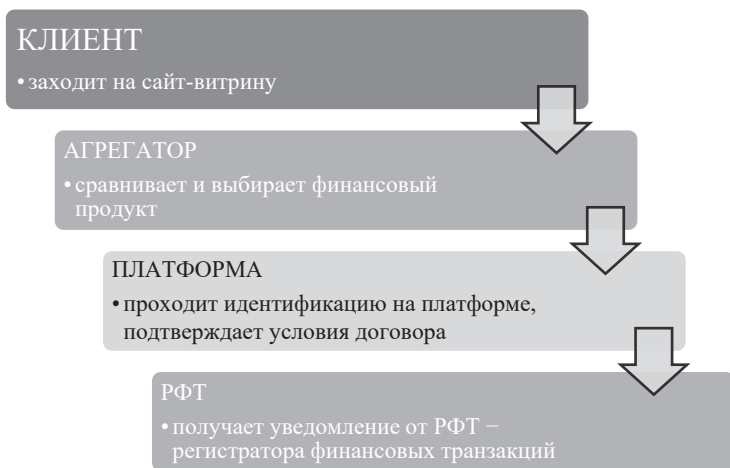 КЛИЕНТ
• заходит на сайт-витрину
АГРЕГАТОР
• сравнивает и выбирает финансовый
продукт
ПЛАТФОРМА
• проходит идентификацию на платформе,
подтверждает условия договора
РФТ
• получает уведомление от РФТ −
регистратора финансовых транзакций